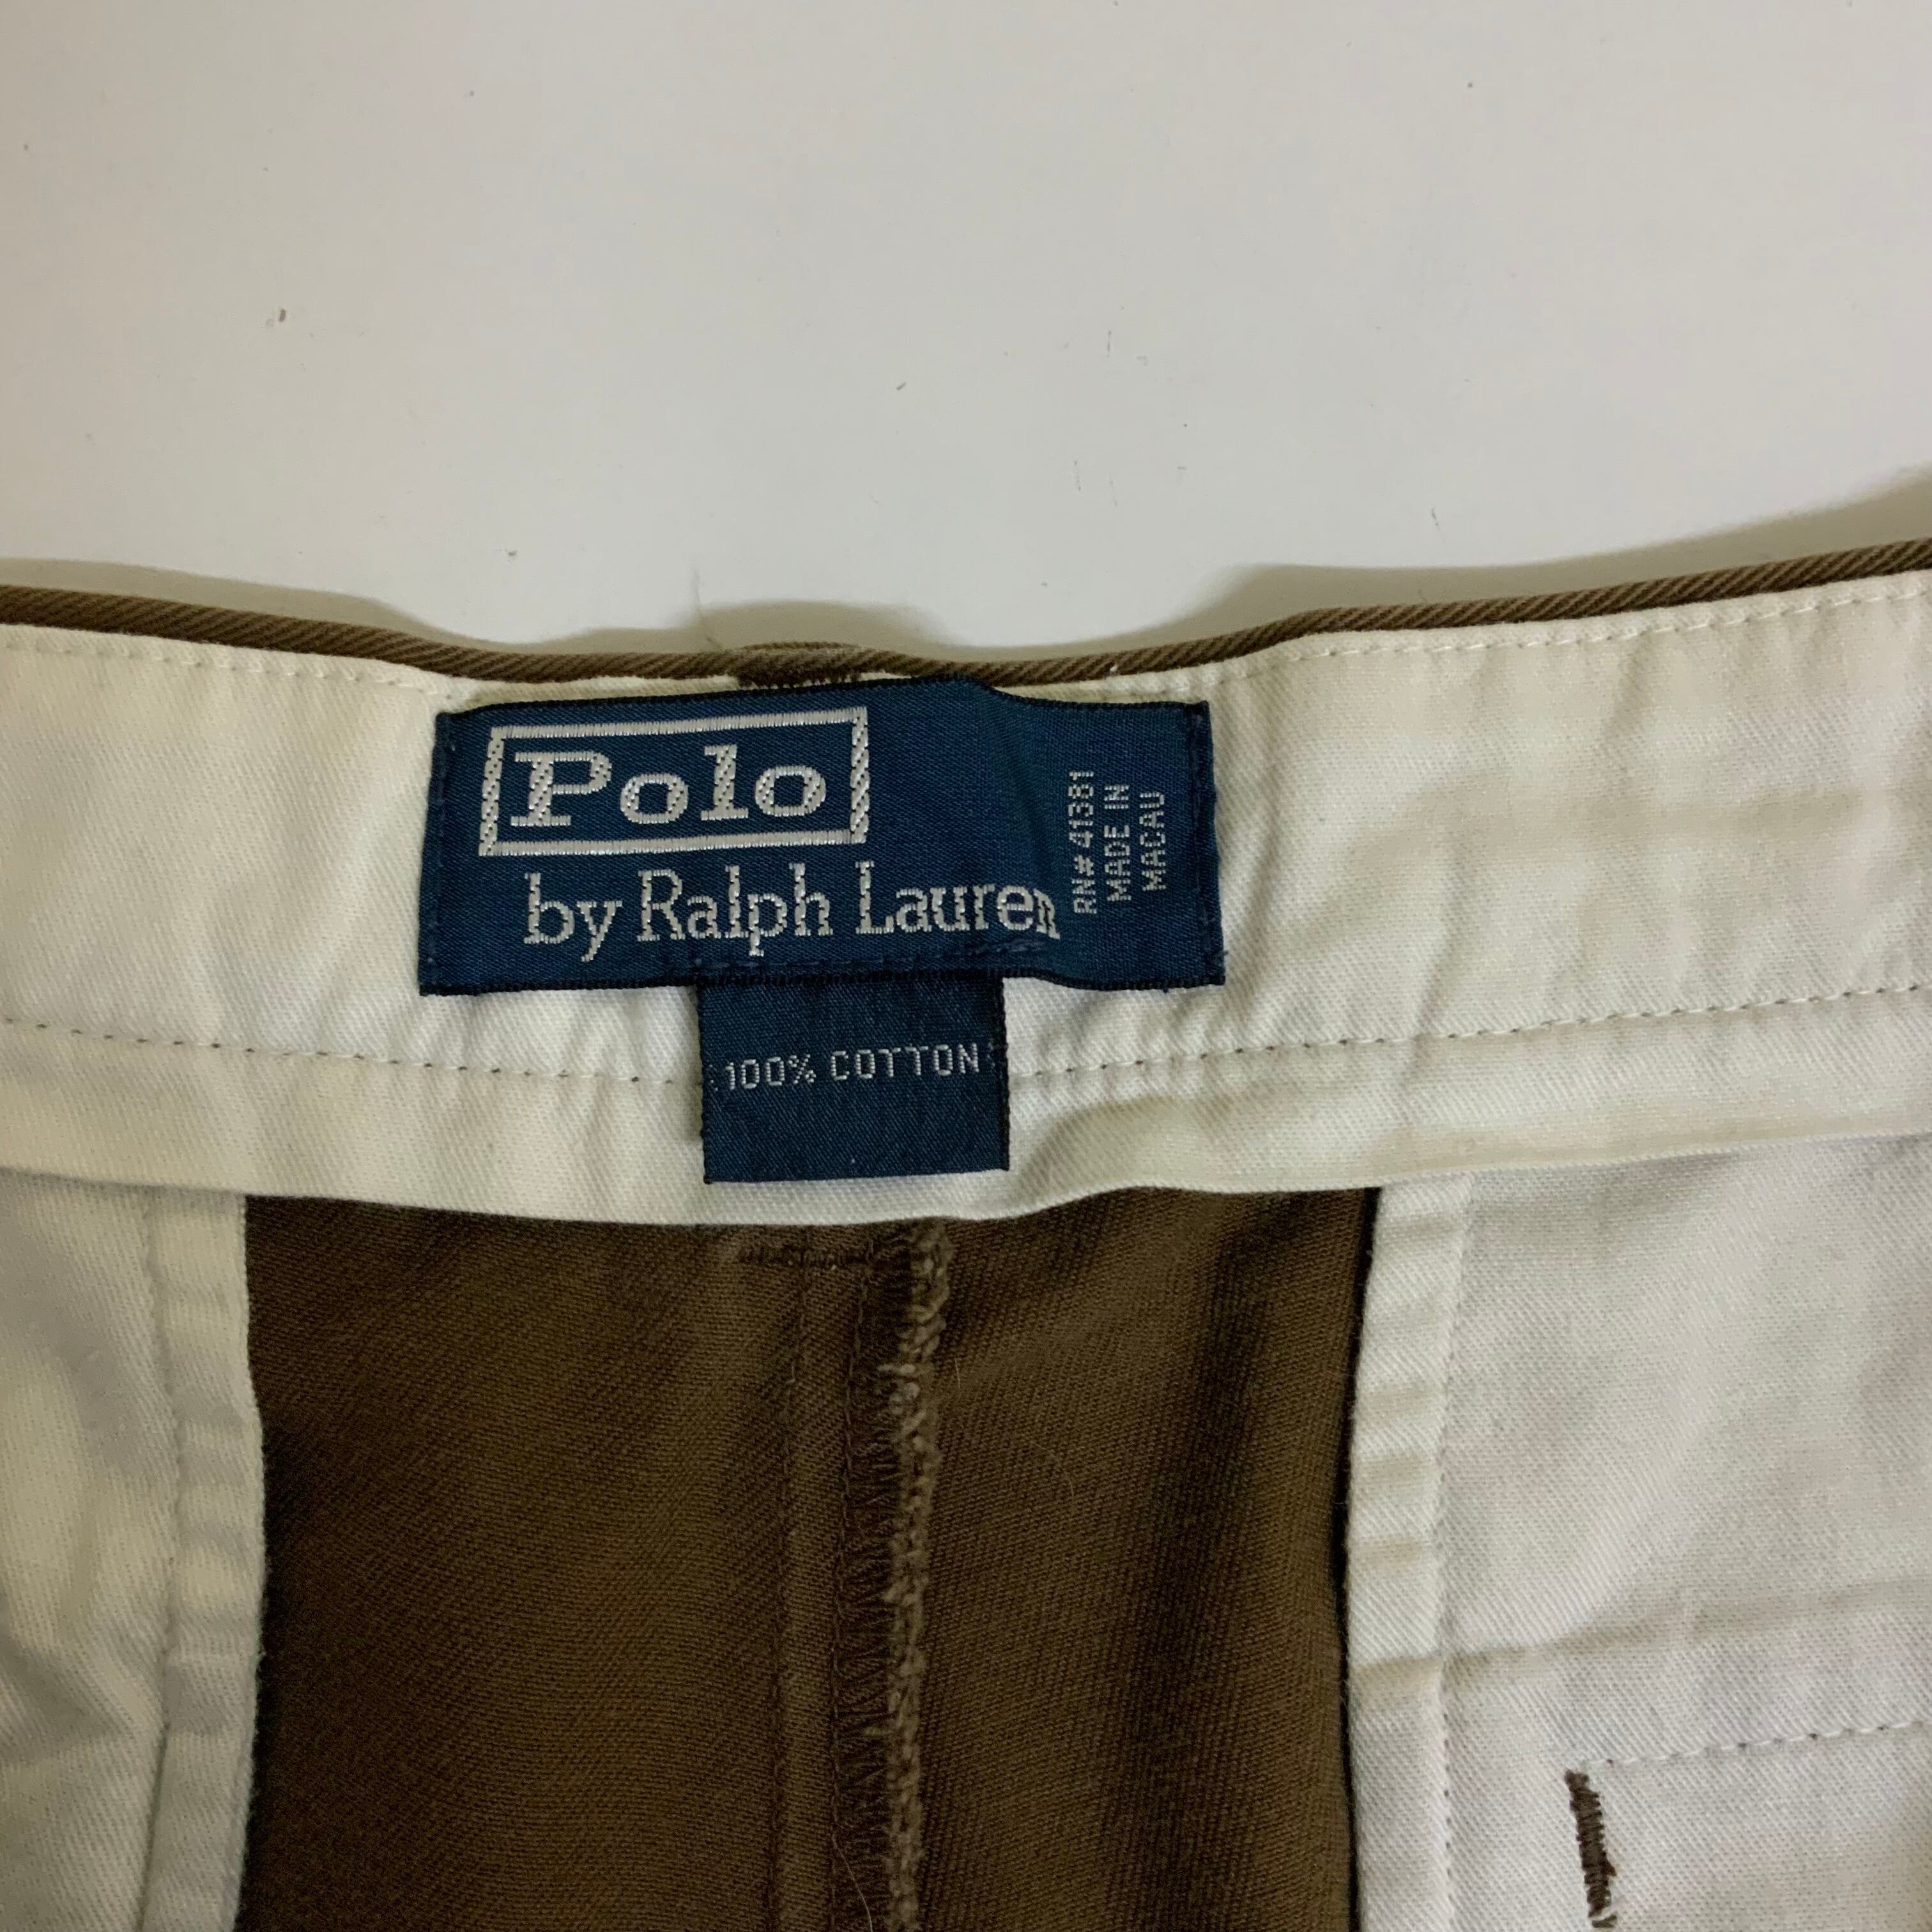 Polo
by Ralph Lauren
RN# 41381
MADE IN
MACAU
100% COTTON